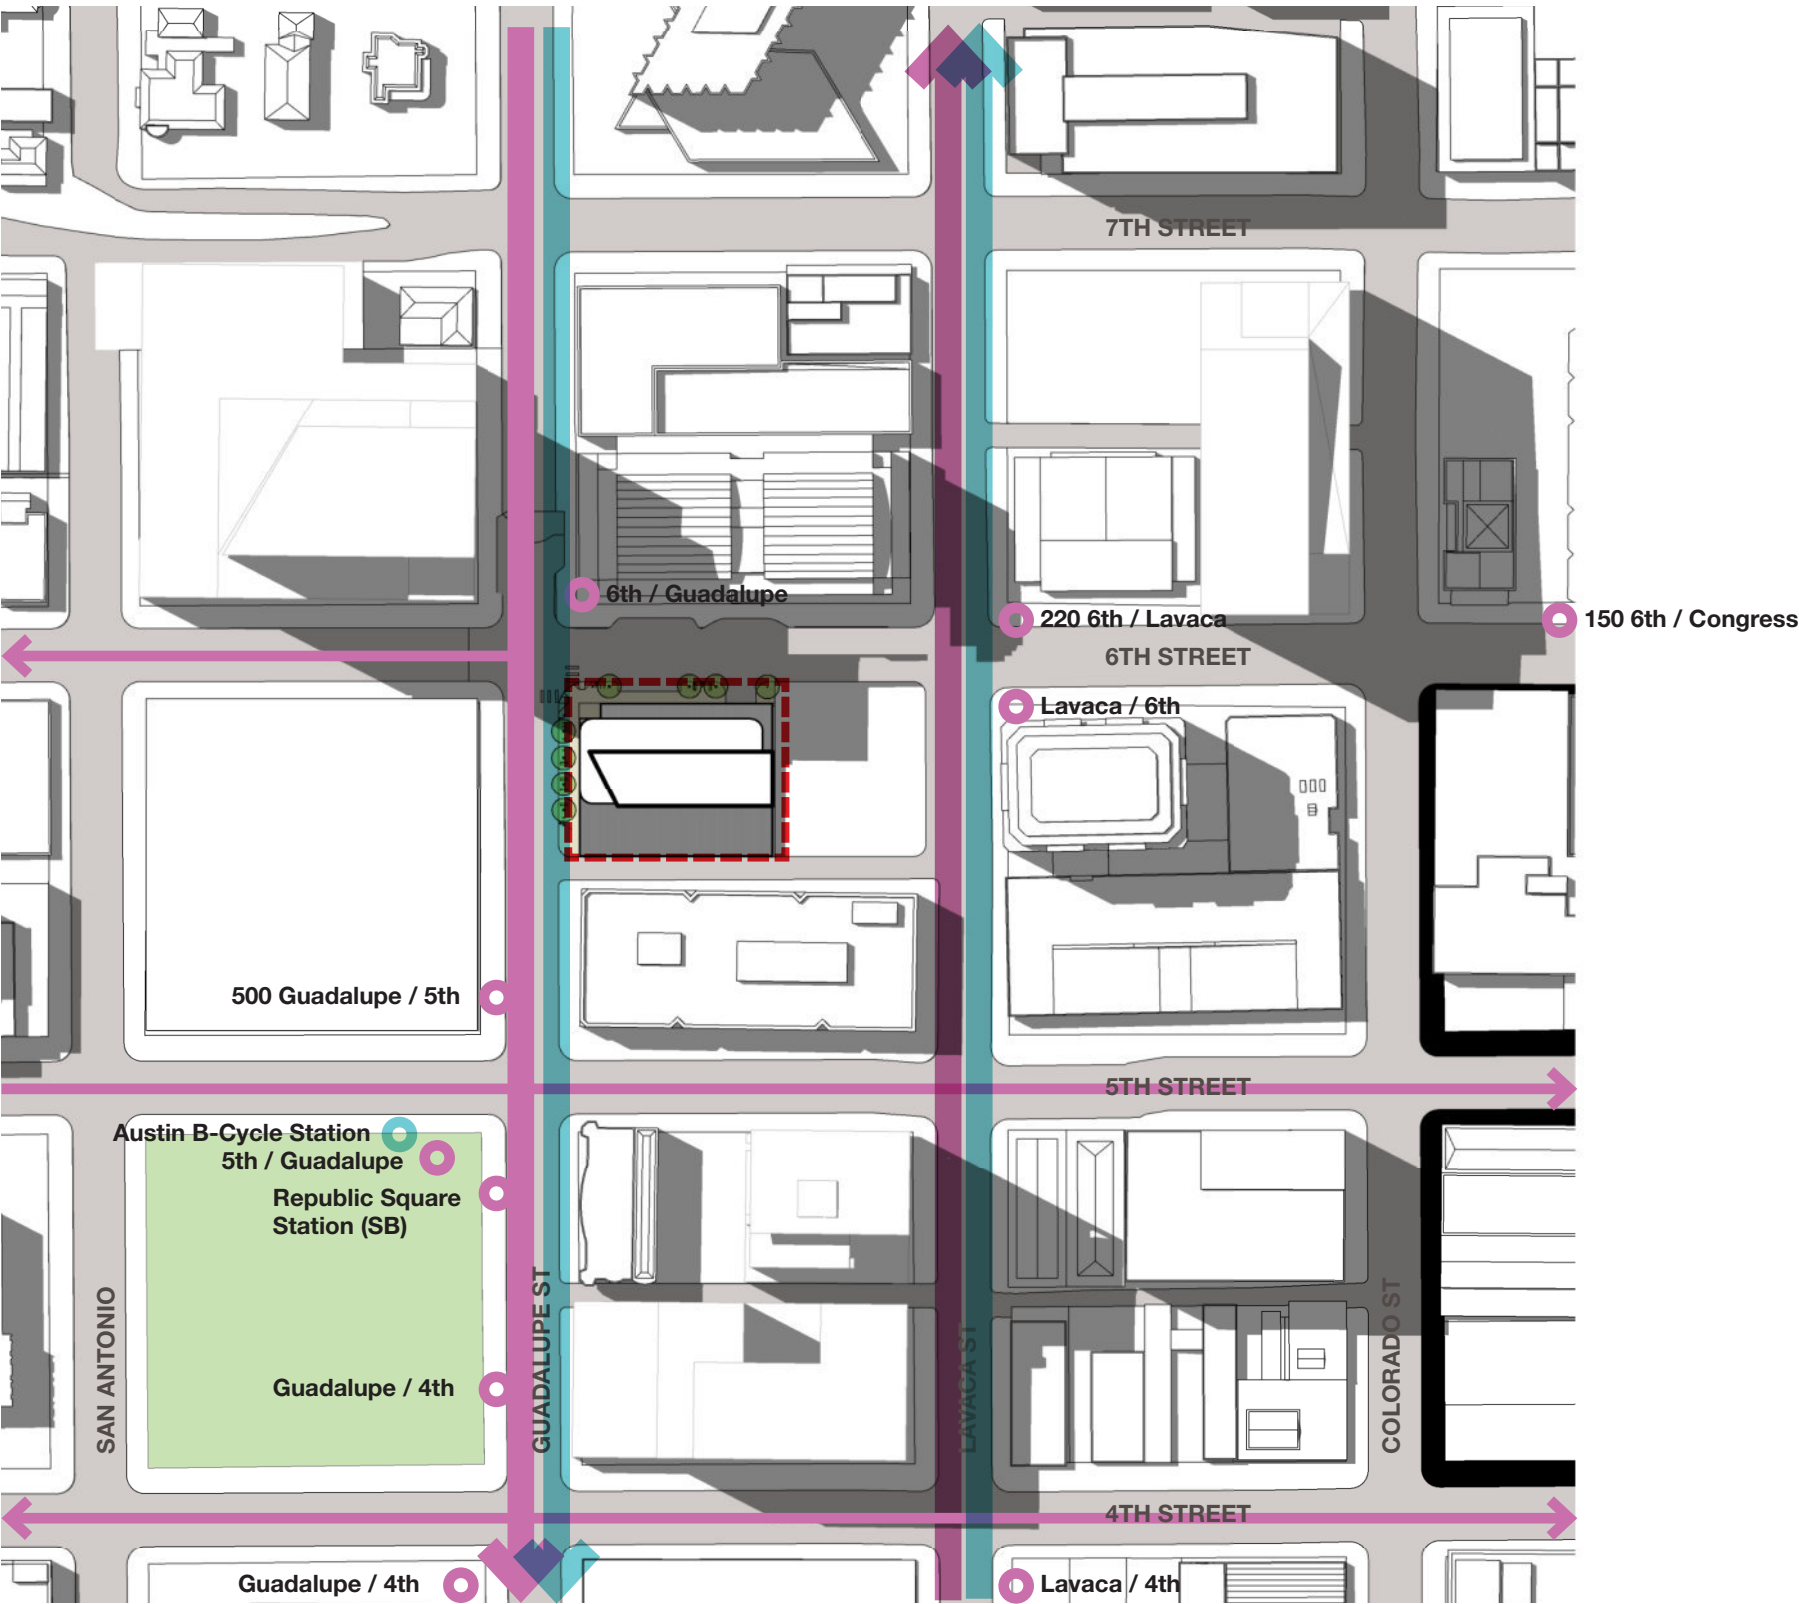 7TH STREET
6th / Guadalupe
220 6th / Lavaca
150 6th / Congress
6TH STREET
Lavaca / 6th
500 Guadalupe / 5th
5TH STREET
Austin B-Cycle Station
5th / Guadalupe
Republic Square
Station (SB)
SAN ANTONIO
GUADALUPE ST
LAVACA ST
COLORADO ST
Guadalupe / 4th
4TH STREET
Guadalupe / 4th
Lavaca / 4th